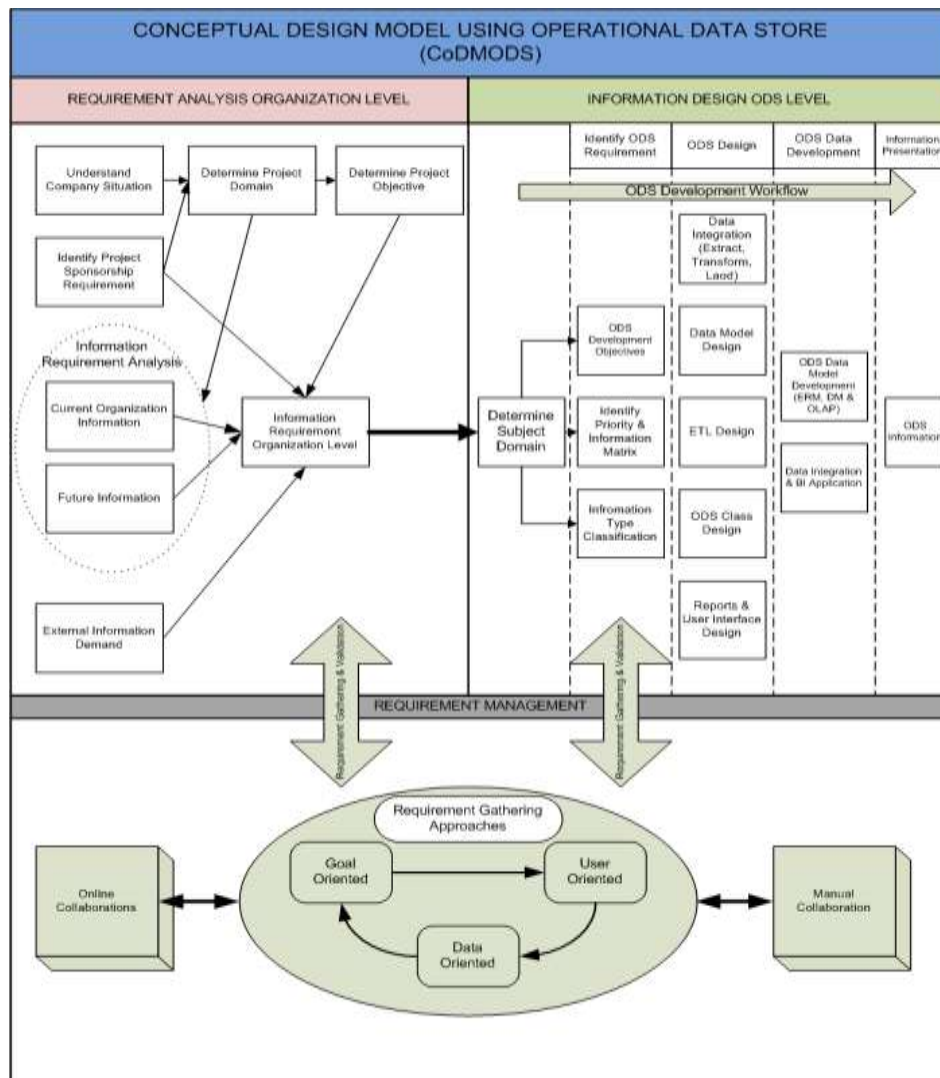 CONCEPTUAL DESIGN MODEL USING OPERATIONAL DATA STORE
(CoDMODS)
REQUIREMENT ANALYSIS ORGANIZATION LEVEL
INFORMATION DESIGN ODS LEVEL
Identify ODS
Requirement
ODS Design
ODS Data
Development
Information
Presentation
ODS Development Workflow
Understand
Company Situation
Determine Project
Domain
Determine Project
Objective
Identify Project
Sponsorship
Requirement
Information
Requirement Analysis
Current Organization
Information
Future Information
Information
Requirement
Organization Level
External Information
Demand
Determine
Subject
Domain
ODS
Development
Objectives
Identify
Priority &
Information
Matrix
Infromation
Type
Classification
Data
Integration
(Extract,
Transform,
Laod)
Data Model
Design
ETL Design
ODS Class
Design
Reports &
User Interface
Design
ODS Data
Model
Development
(ERM, DM &
OLAP)
Data Integration
& BI Application
ODS
Information
Requirement Gathering & Validation
Requirement Gathering & Validation
REQUIREMENT MANAGEMENT
Requirement Gathering
Approaches
Goal
Oriented
User
Oriented
Data
Oriented
Online
Collaborations
Manual
Collaboration